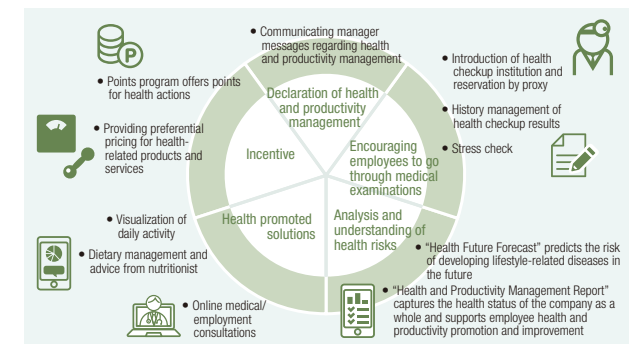 • Communicating manager
messages regarding health
and productivity management
P
• Points program offers points
for health actions
• Providing preferential
pricing for health-
related products and
services
• Introduction of health
checkup institution and
reservation by proxy
• History management of
health checkup results
• Stress check
Declaration of health
and productivity
management
Incentive
Encouraging
employees to go
through medical
examinations
Health promoted
solutions
Analysis and
understanding of
health risks
• Visualization of
daily activity
• Dietary management and
advice from nutritionist
• Online medical/
employment
consultations
• “Health Future Forecast” predicts the risk
of developing lifestyle-related diseases in
the future
• “Health and Productivity Management Report”
captures the health status of the company as a
whole and supports employee health and
productivity promotion and improvement